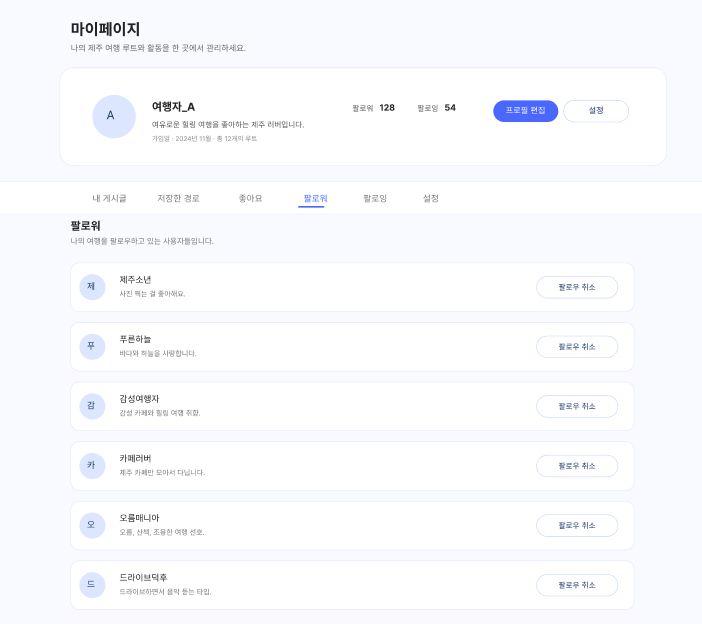 마이페이지
나의 제주 여행 루트와 활동을 한 곳에서 관리하세요.
A
여행자_A
여유로운 힐링 여행을 좋아하는 제주 러버입니다.
가입일 · 2024년 11월 · 총 12개의 루트
팔로워 128 팔로잉 54
프로필 편집 설정
내 게시글 저장한 경로 좋아요 팔로워 팔로잉 설정
팔로워
나의 여행을 팔로우하고 있는 사용자들입니다.
제
제주소년
사진 찍는 걸 좋아해요.
팔로우 취소
푸
푸른하늘
바다와 하늘을 사랑합니다.
팔로우 취소
감
감성여행자
감성 카페와 힐링 여행 취향.
팔로우 취소
카
카페러버
제주 카페만 모아서 다닙니다.
팔로우 취소
오
오름매니아
오름, 산책, 조용한 여행 선호.
팔로우 취소
드
드라이브덕후
드라이브하면서 음악 듣는 타입.
팔로우 취소